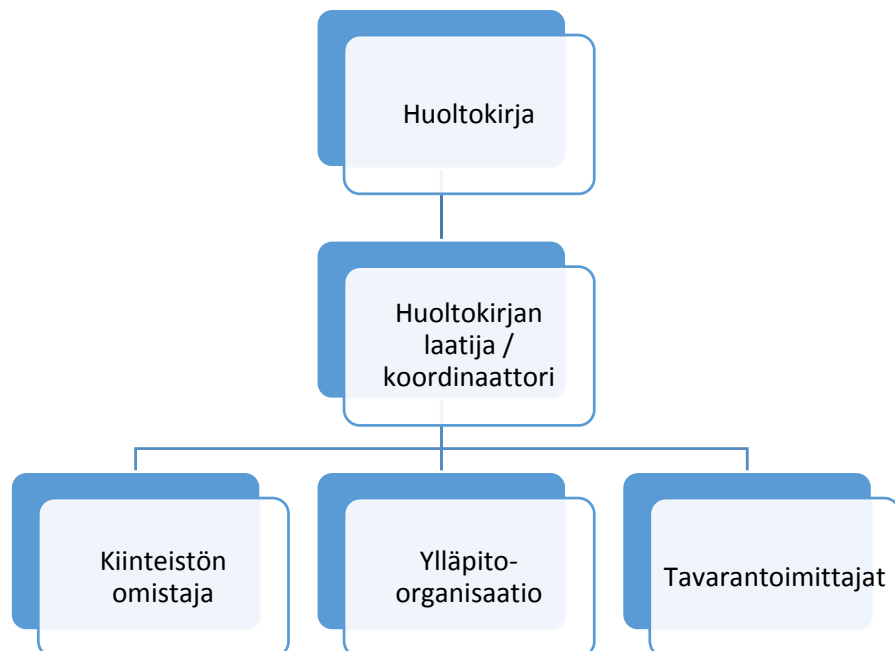 Huoltokirja
Huoltokirjan
laatija /
koordinaattori
Kiinteistön
omistaja
Ylläpito-
organisaatio
Tavarantoimittajat